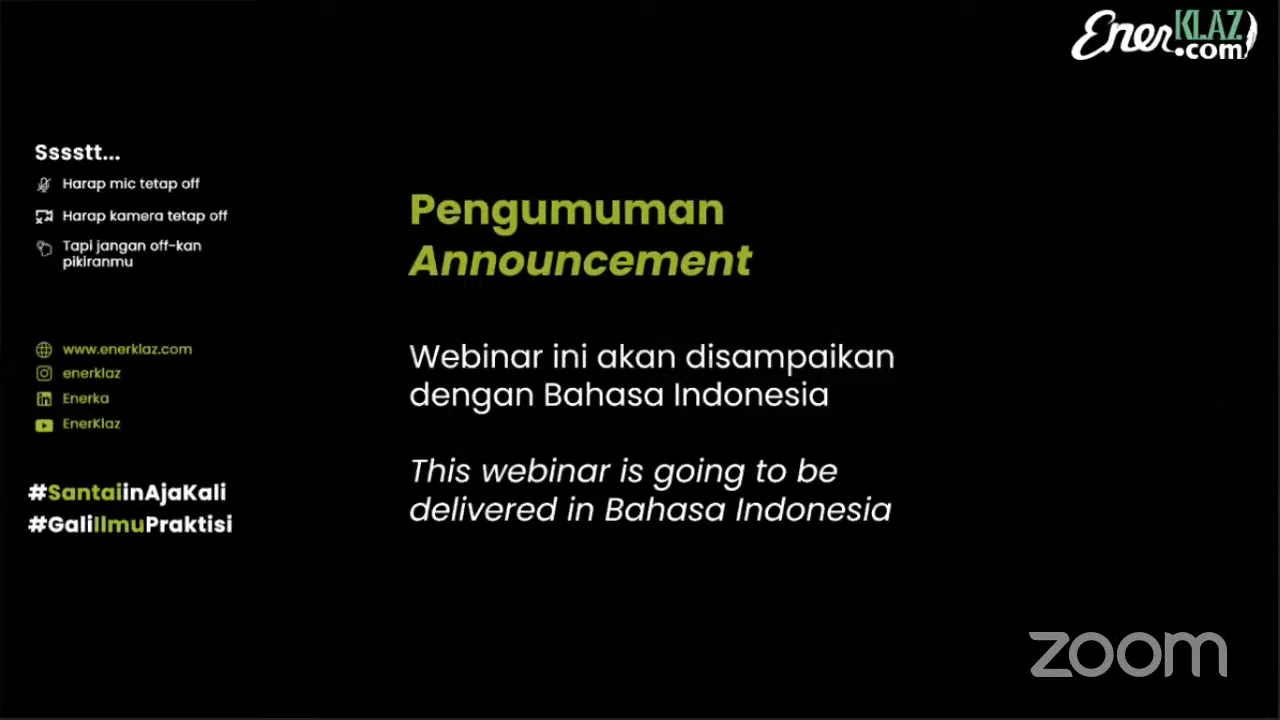 EnerKLAZ
.com
Sssstt...
Harap mic tetap off
Harap kamera tetap off
Tapi jangan off-kan
pikiranmu
www.enerklaz.com
enerklaz
Enerka
EnerKlaz
#SantaiinAjaKali
#GaliIlmuPraktisi
Pengumuman
Announcement
Webinar ini akan disampaikan
dengan Bahasa Indonesia
This webinar is going to be
delivered in Bahasa Indonesia
zoom